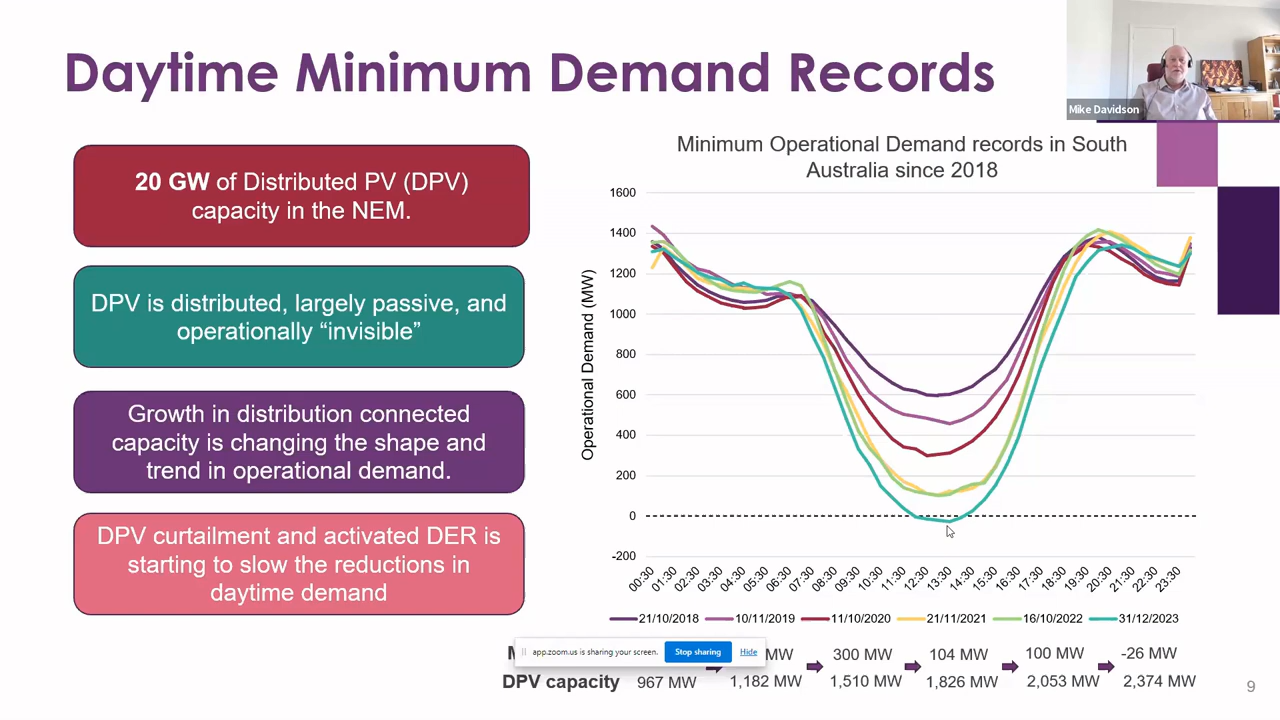 Daytime Minimum Demand Records
Mike Davidson
20 GW of Distributed PV (DPV)
capacity in the NEM.
DPV is distributed, largely passive, and
operationally “invisible”
Growth in distribution connected
capacity is changing the shape and
trend in operational demand.
DPV curtailment and activated DER is
starting to slow the reductions in
daytime demand
Minimum Operational Demand records in South
Australia since 2018
Operational Demand (MW)
1600
1400
1200
1000
800
600
400
200
0
-200
00:30 01:30 02:30 03:30 04:30 05:30 06:30 07:30 08:30 09:30 10:30 11:30 12:30 13:30 14:30 15:30 16:30 17:30 18:30 19:30 20:30 21:30 22:30 23:30
21/10/2018 10/11/2019 11/10/2020 21/11/2021 16/10/2022 31/12/2023
app.zoom.us is sharing your screen. Stop sharing Hide
MW 300 MW 104 MW 100 MW -26 MW
DPV capacity 967 MW 1,182 MW 1,510 MW 1,826 MW 2,053 MW 2,374 MW
9